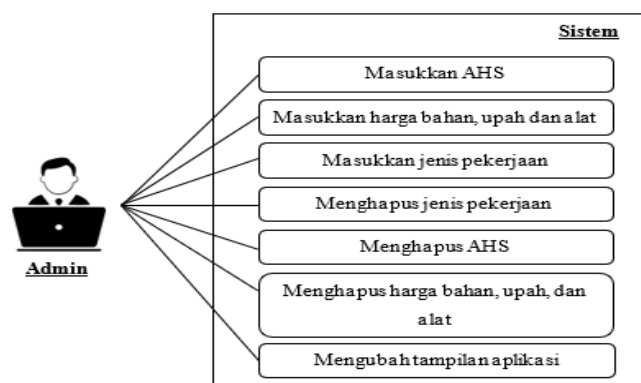 Sistem
Masukkan AHS
Masukkan harga bahan, upah dan alat
Masukkan jenis pekerjaan
Menghapus jenis pekerjaan
Menghapus AHS
Menghapus harga bahan, upah, dan
alat
Mengubah tampilan aplikasi
Admin